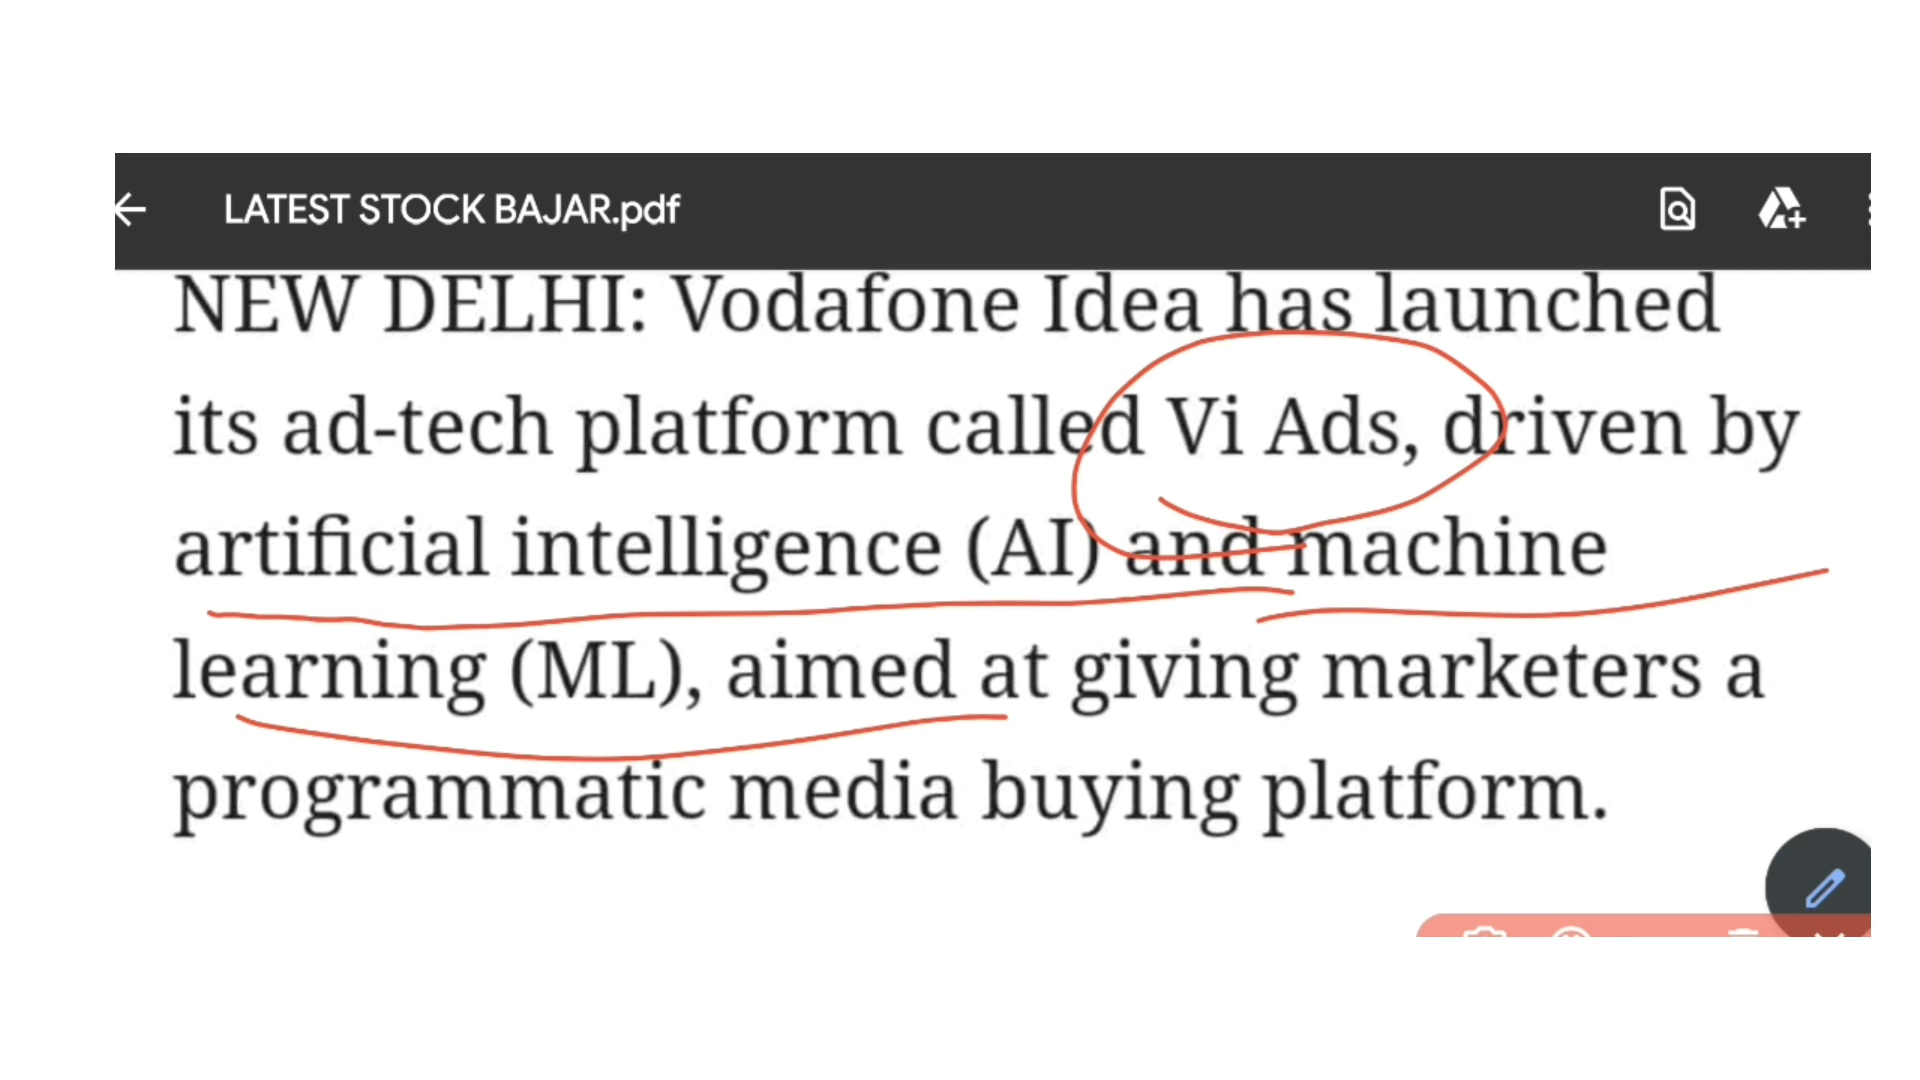 LATEST STOCK BAJAR.pdf
NEW DELHI: Vodafone Idea has launched
its ad-tech platform called Vi Ads, driven by
artificial intelligence (AI) and machine
learning (ML), aimed at giving marketers a
programmatic media buying platform.